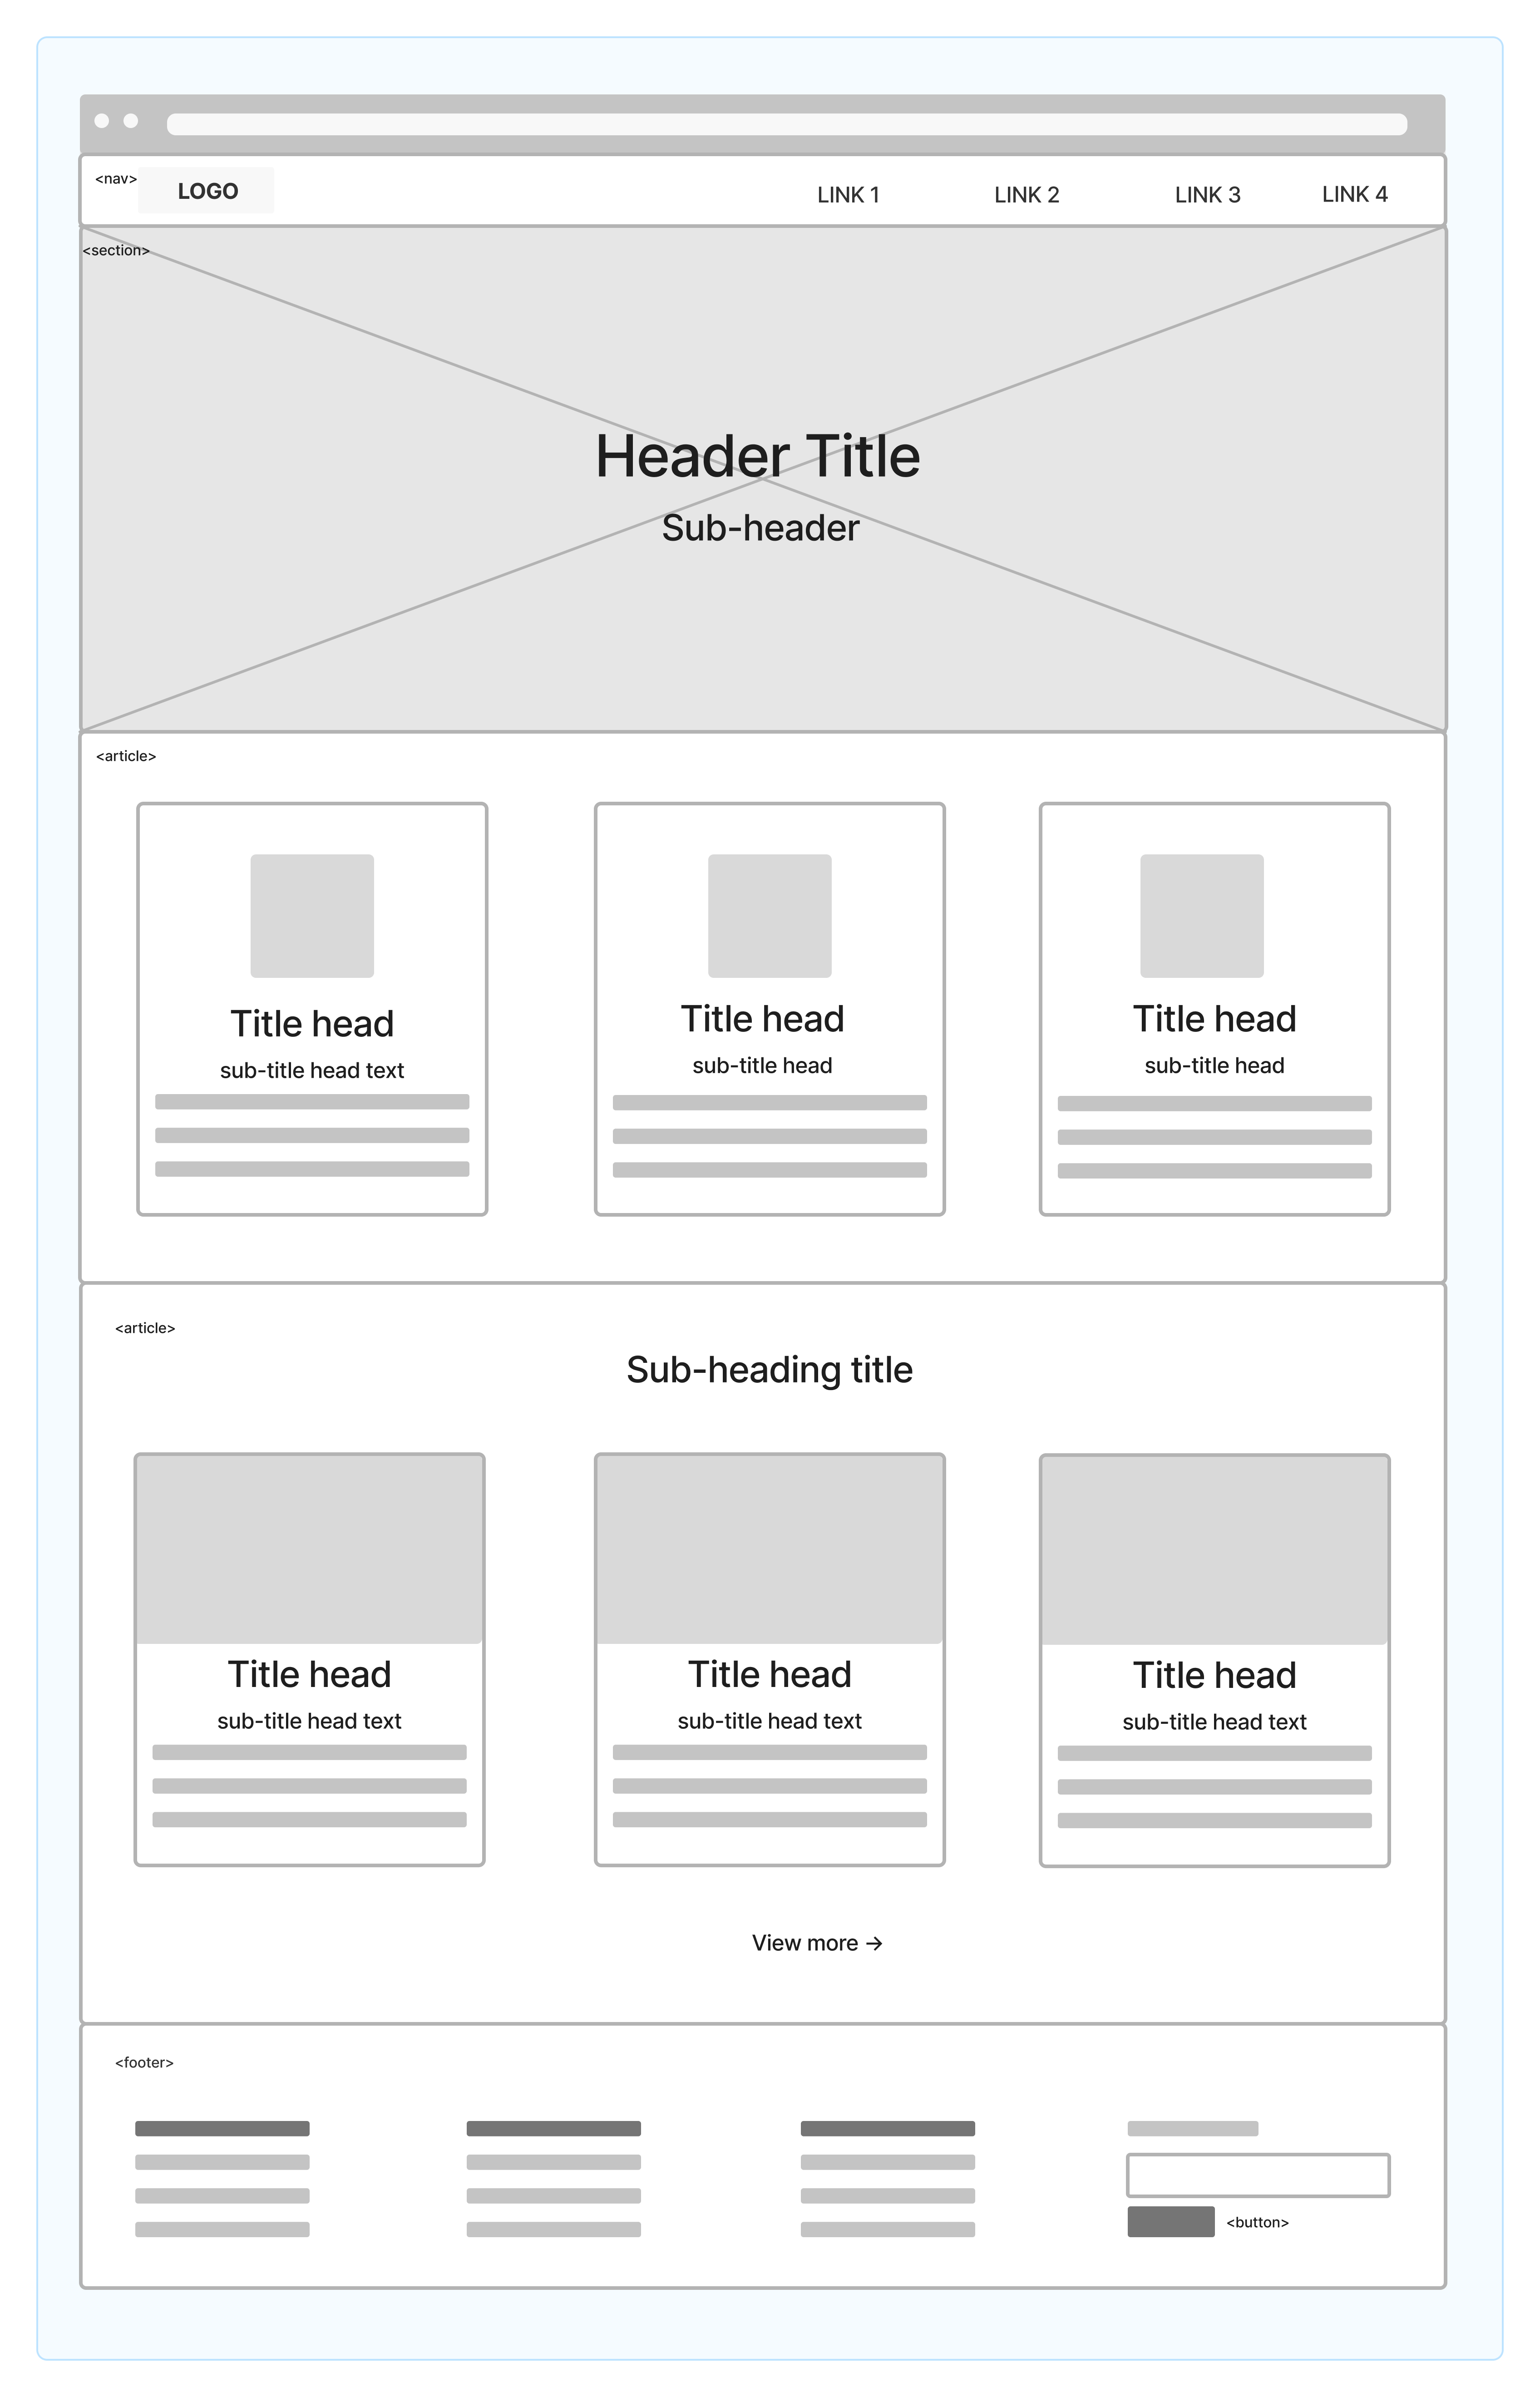 <nav>
LOGO
LINK 1
LINK 2
LINK 3
LINK 4
<section>
Header Title
Sub-header
<article>
Title head
sub-title head text
Title head
sub-title head
Title head
sub-title head
<article>
Sub-heading title
Title head
sub-title head text
Title head
sub-title head text
Title head
sub-title head text
View more →
<footer>
<button>